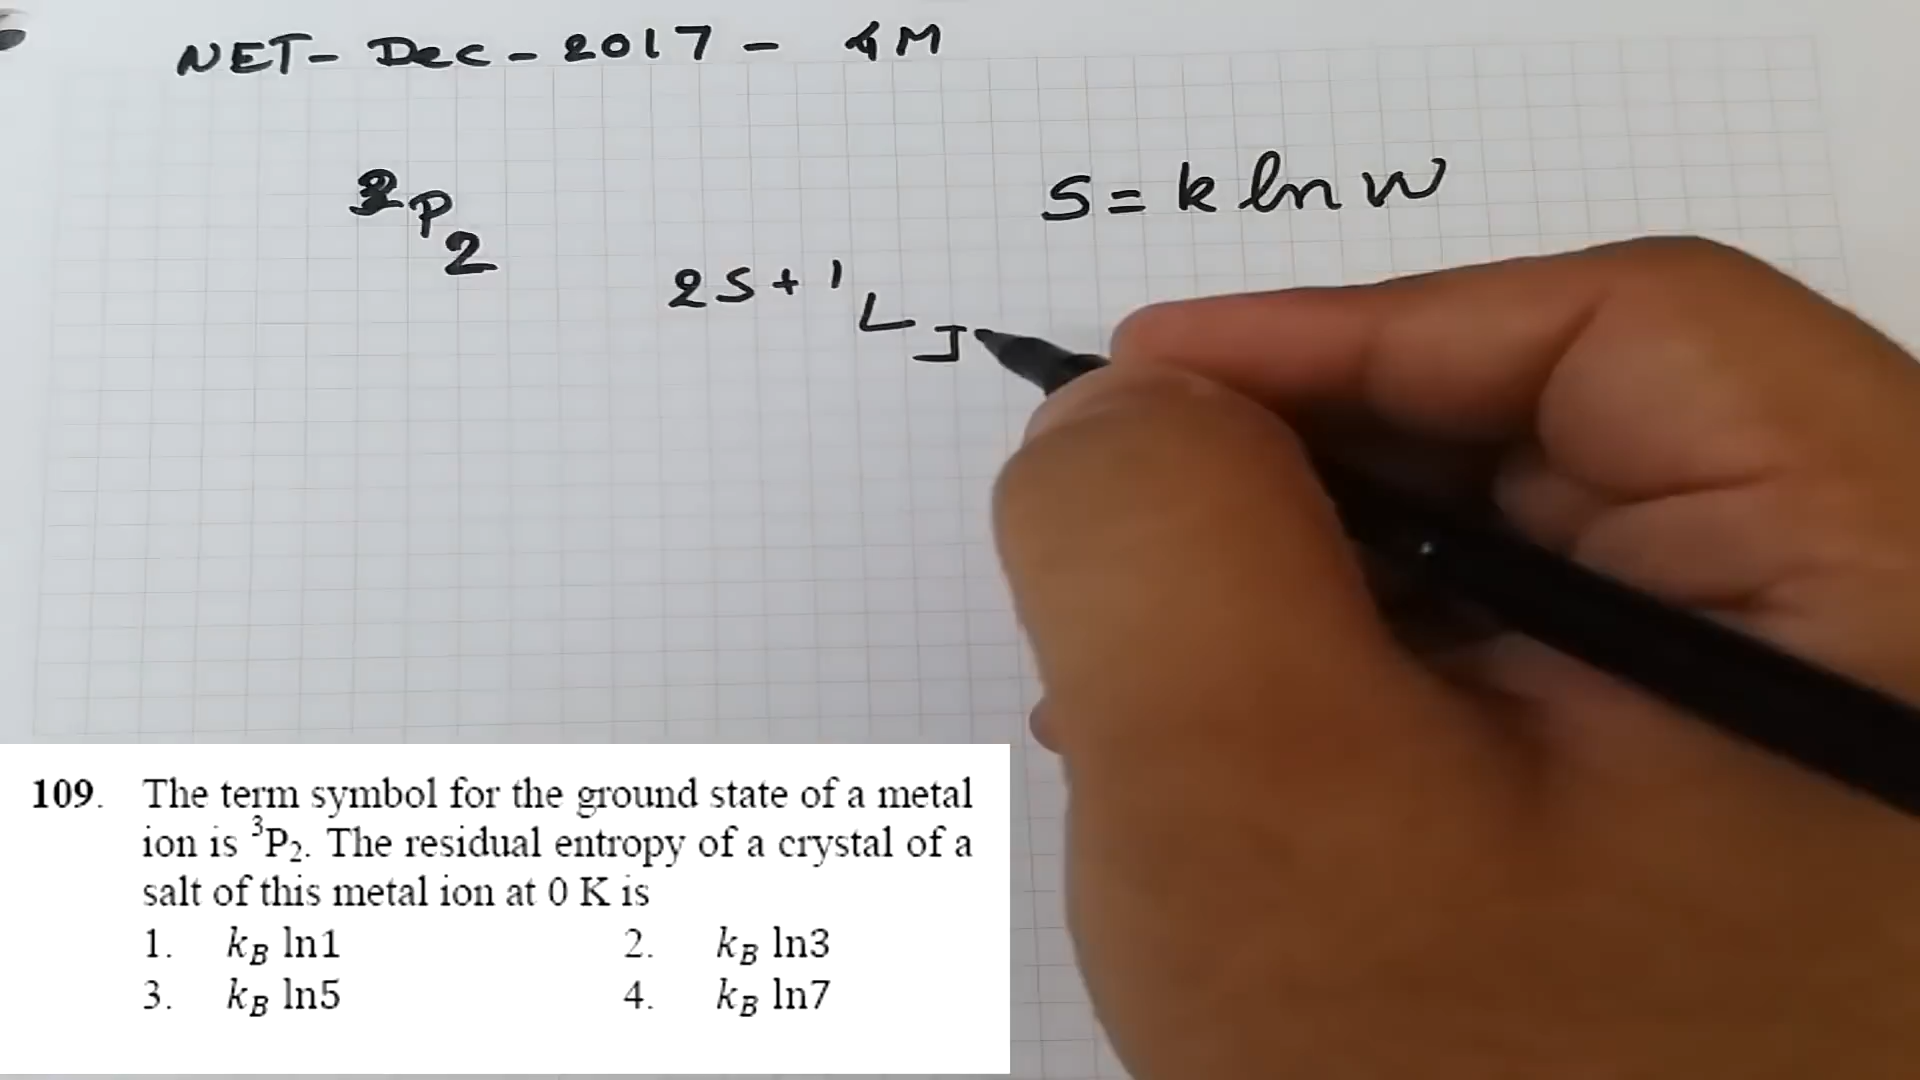 NET - Dec - 2017 - 4M
³P₂
S = k ln W
2S+1 L J
109. The term symbol for the ground state of a metal
ion is ³P₂. The residual entropy of a crystal of a
salt of this metal ion at 0 K is
1. k_B ln1 2. k_B ln3
3. k_B ln5 4. k_B ln7